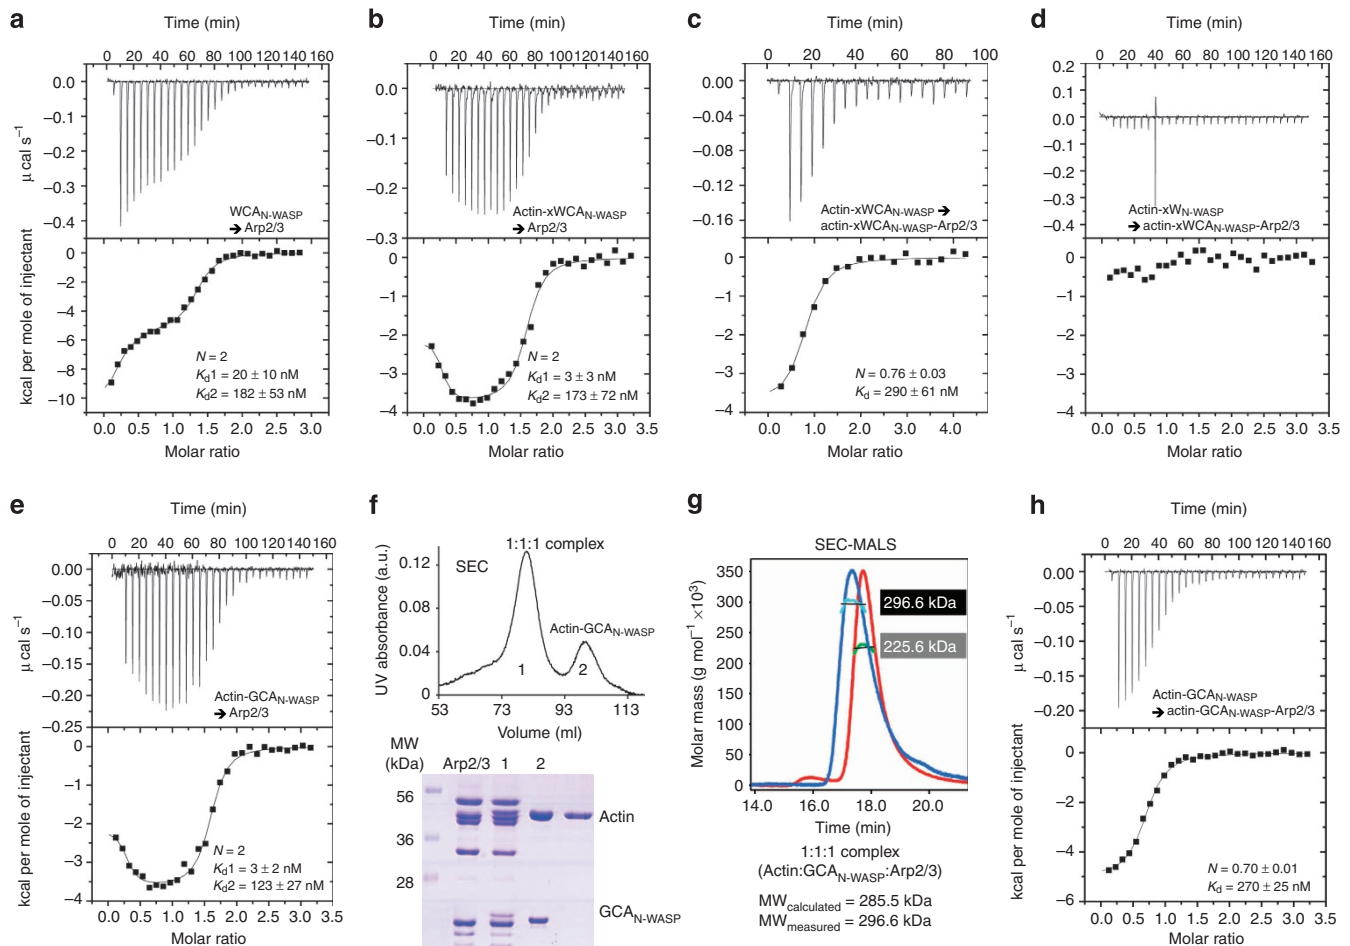 a
Time (min)
0 20 40 60 80 100 120 140 160
0.0
−0.1
−0.2
−0.3
−0.4
μ cal s−1
WCAN-WASP
➔ Arp2/3
0
−2
−4
−6
−8
−10
kcal per mole of injectant
N = 2
Kd1 = 20 ± 10 nM
Kd2 = 182 ± 53 nM
0.0 0.5 1.0 1.5 2.0 2.5 3.0
Molar ratio
b
Time (min)
0 20 40 60 80 100 120 140 160
0.0
−0.1
−0.2
−0.3
Actin-xWCAN-WASP
➔ Arp2/3
0
−1
−2
−3
−4
N = 2
Kd1 = 3 ± 3 nM
Kd2 = 173 ± 72 nM
0.0 0.5 1.0 1.5 2.0 2.5 3.0 3.5
Molar ratio
c
Time (min)
0 20 40 60 80 100
0.00
−0.04
−0.08
−0.12
−0.16
Actin-xWCAN-WASP ➔
actin-xWCAN-WASP-Arp2/3
0
−1
−2
−3
−4
N = 0.76 ± 0.03
Kd = 290 ± 61 nM
0.0 1.0 2.0 3.0 4.0
Molar ratio
d
Time (min)
0 20 40 60 80 100 120 140 160
0.2
0.1
0.0
−0.1
−0.2
−0.3
−0.4
Actin-xWN-WASP
➔ actin-xWCAN-WASP-Arp2/3
0
−1
−2
−3
−4
0.0 0.5 1.0 1.5 2.0 2.5 3.0 3.5
Molar ratio
e
Time (min)
0 20 40 60 80 100 120 140 160
0.00
−0.05
−0.10
−0.15
−0.20
−0.25
μ cal s−1
Actin-GCAN-WASP
➔ Arp2/3
0
−1
−2
−3
−4
kcal per mole of injectant
N = 2
Kd1 = 3 ± 2 nM
Kd2 = 123 ± 27 nM
0.0 0.5 1.0 1.5 2.0 2.5 3.0 3.5
Molar ratio
f
1:1:1 complex
SEC
0.12
0.08
0.04
0
UV absorbance (a.u.)
Actin-GCAN-WASP
1
2
53 73 93 113
Volume (ml)
MW
(kDa)
Arp2/3 1 2
56
36
28
Actin
GCAN-WASP
g
SEC-MALS
350
300
250
200
150
100
50
0
Molar mass (g mol−1 ×10³)
296.6 kDa
225.6 kDa
14.0 16.0 18.0 20.0
Time (min)
1:1:1 complex
(Actin:GCAN-WASP:Arp2/3)
MWcalculated = 285.5 kDa
MWmeasured = 296.6 kDa
h
Time (min)
0 20 40 60 80 100 120 140 160
0.00
−0.05
−0.10
−0.15
−0.20
μ cal s−1
Actin-GCAN-WASP
➔ actin-GCAN-WASP-Arp2/3
0
−2
−4
−6
kcal per mole of injectant
N = 0.70 ± 0.01
Kd = 270 ± 25 nM
0.0 0.5 1.0 1.5 2.0 2.5 3.0 3.5
Molar ratio